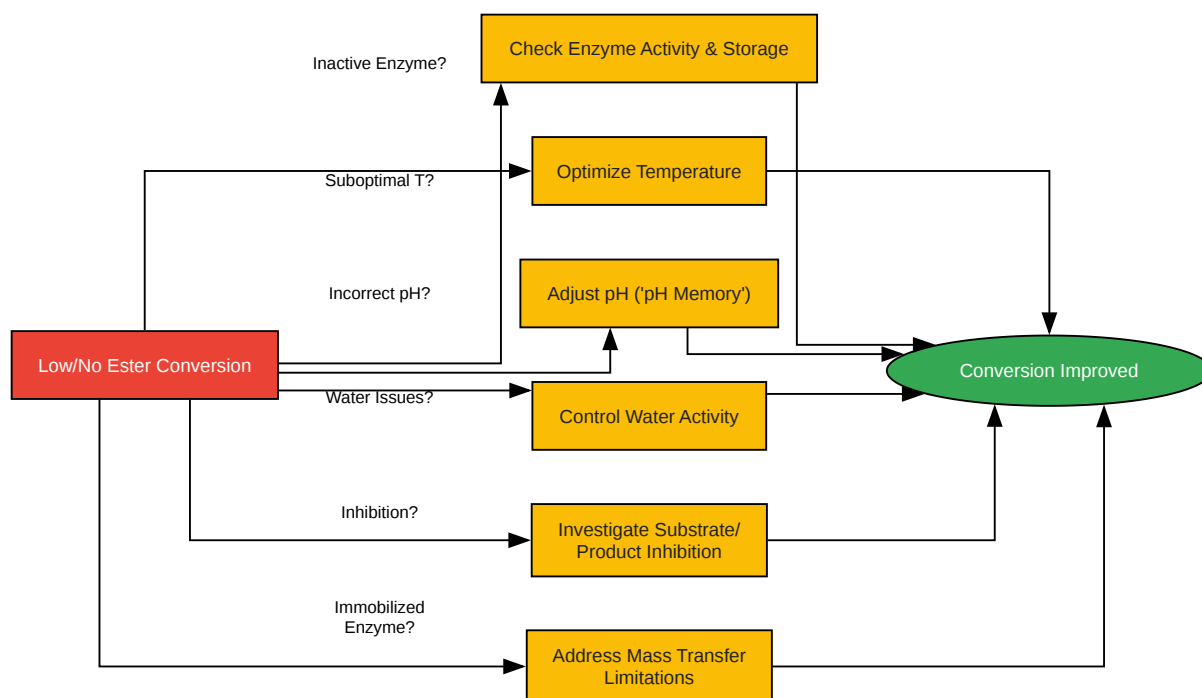 Check Enzyme Activity & Storage
Inactive Enzyme?
Optimize Temperature
Suboptimal T?
Adjust pH ('pH Memory')
Incorrect pH?
Low/No Ester Conversion
Conversion Improved
Water Issues?
Control Water Activity
Inhibition?
Investigate Substrate/
Product Inhibition
Immobilized
Enzyme?
Address Mass Transfer
Limitations